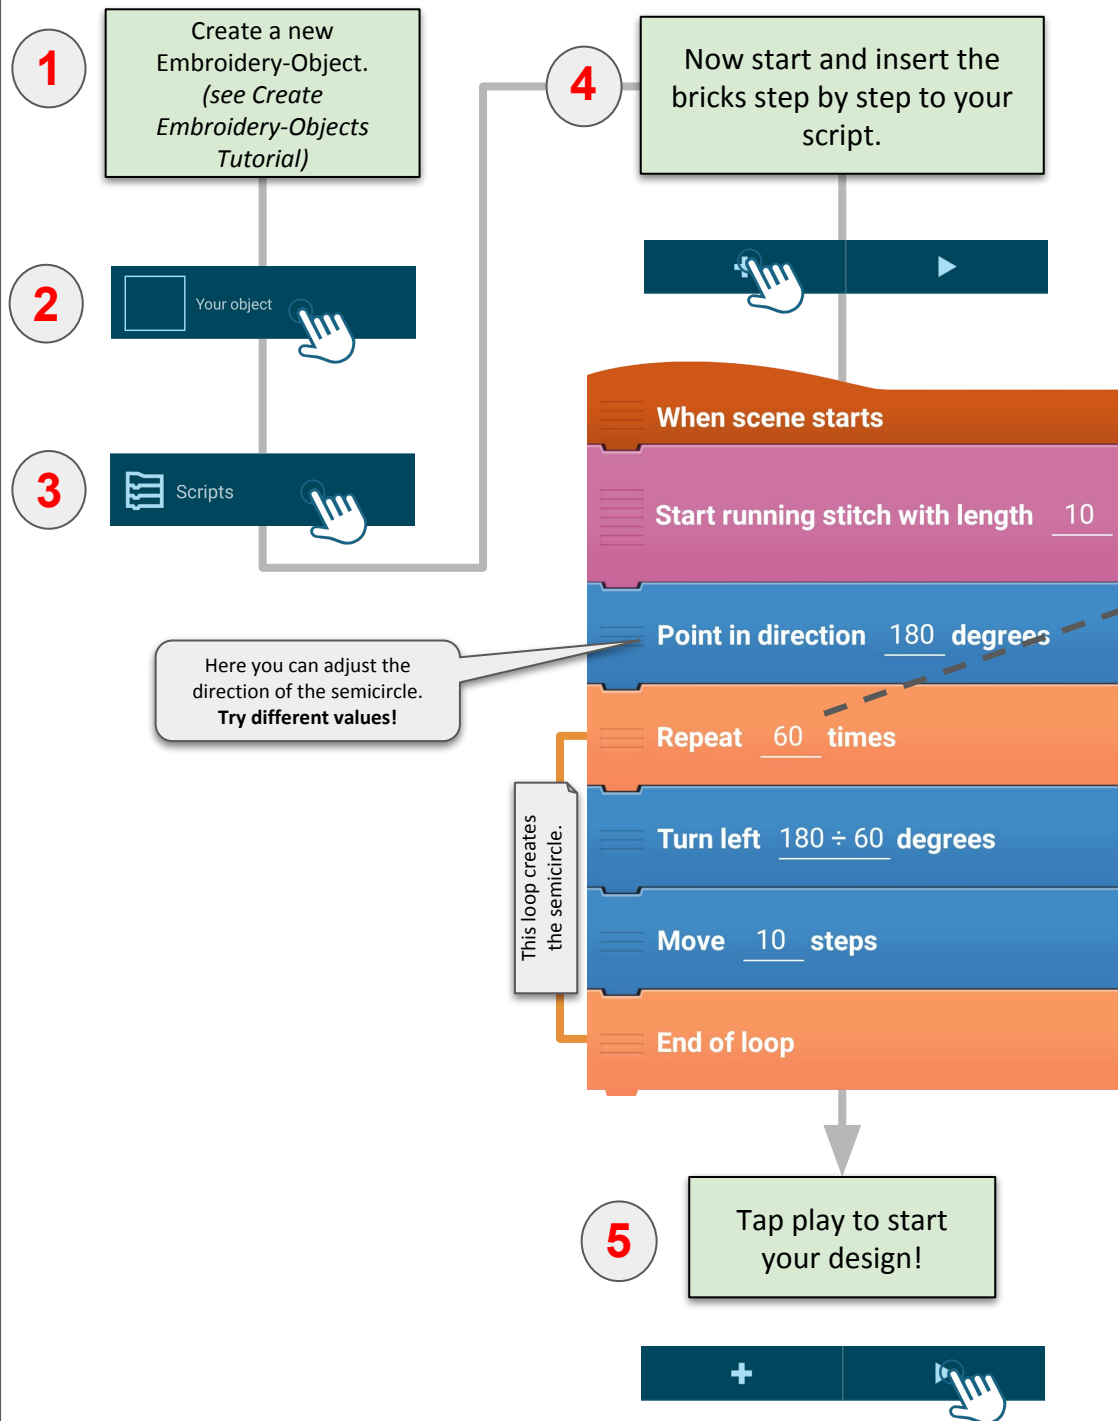 1
Create a new
Embroidery-Object.
(see Create
Embroidery-Objects
Tutorial)
2
Your object
3
Scripts
4
Now start and insert the
bricks step by step to your
script.
When scene starts
Start running stitch with length 10
Point in direction 180 degrees
Here you can adjust the
direction of the semicircle.
Try different values!
Repeat 60 times
Turn left 180 ÷ 60 degrees
Move 10 steps
End of loop
This loop creates
the semicircle.
5
Tap play to start
your design!